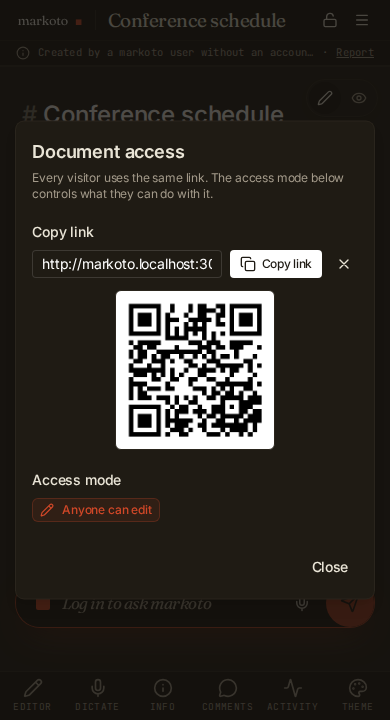 markoto
Conference schedule
Created by a markoto user without an accoun… · Report
# Conference schedule
Document access
Every visitor uses the same link. The access mode below
controls what they can do with it.
Copy link
http://markoto.localhost:30
Copy link
Access mode
Anyone can edit
Close
Log in to ask markoto
EDITOR
DICTATE
INFO
COMMENTS
ACTIVITY
THEME